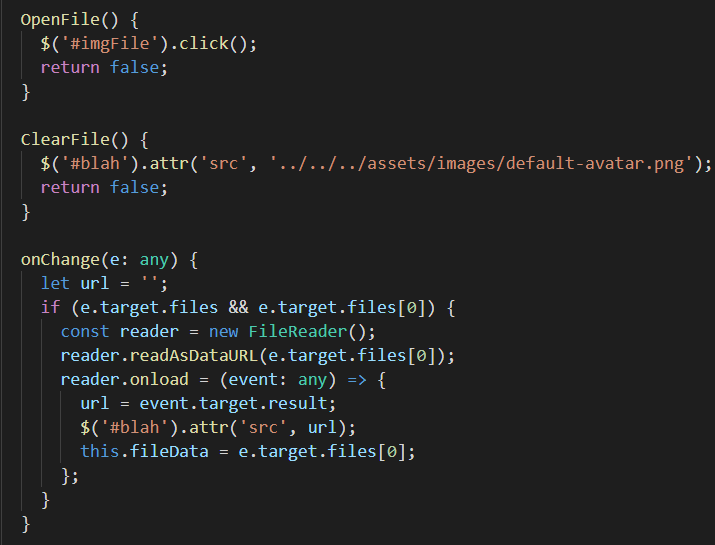 OpenFile() {
  $('#imgFile').click();
  return false;
}

ClearFile() {
  $('#blah').attr('src', '../../../assets/images/default-avatar.png');
  return false;
}

onChange(e: any) {
  let url = '';
  if (e.target.files && e.target.files[0]) {
    const reader = new FileReader();
    reader.readAsDataURL(e.target.files[0]);
    reader.onload = (event: any) => {
      url = event.target.result;
      $('#blah').attr('src', url);
      this.fileData = e.target.files[0];
    };
  }
}